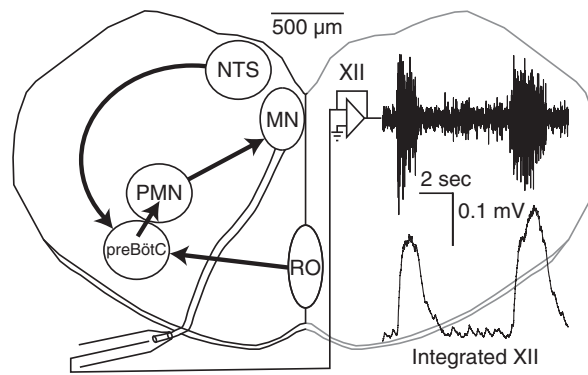 500 µm
NTS
XII
MN
PMN
2 sec
0.1 mV
preBötC
RO
Integrated XII